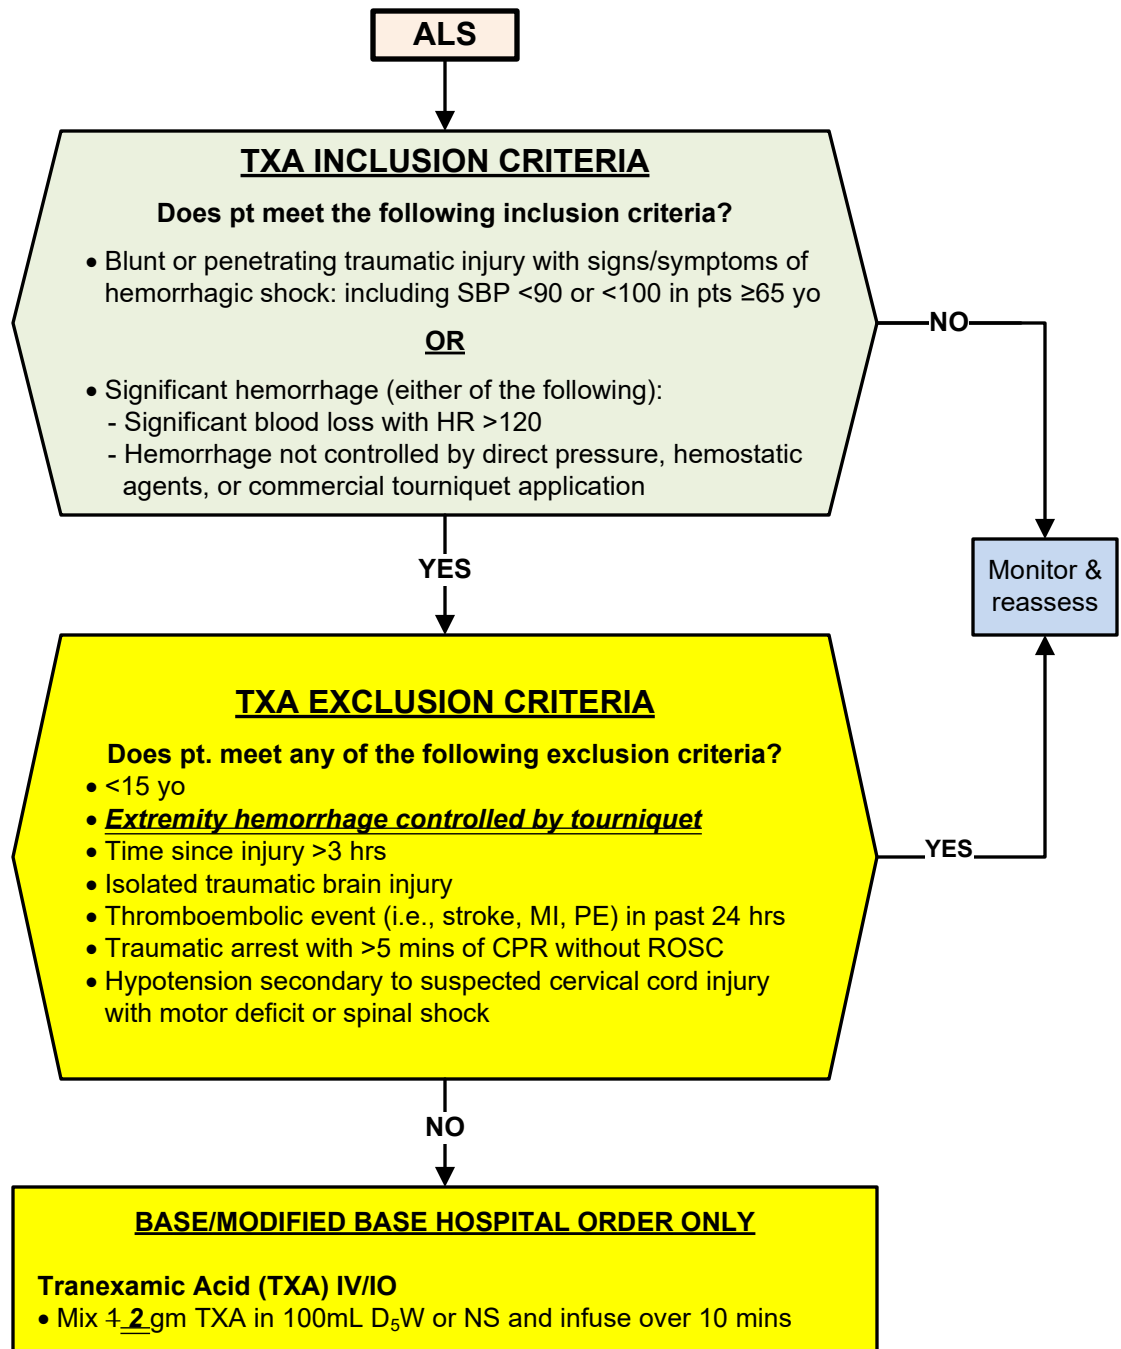 ALS
TXA INCLUSION CRITERIA
Does pt meet the following inclusion criteria?
• Blunt or penetrating traumatic injury with signs/symptoms of
hemorrhagic shock: including SBP <90 or <100 in pts ≥65 yo
OR
• Significant hemorrhage (either of the following):
- Significant blood loss with HR >120
- Hemorrhage not controlled by direct pressure, hemostatic
agents, or commercial tourniquet application
NO
YES
Monitor &
reassess
TXA EXCLUSION CRITERIA
Does pt. meet any of the following exclusion criteria?
• <15 yo
• Extremity hemorrhage controlled by tourniquet
• Time since injury >3 hrs
• Isolated traumatic brain injury
• Thromboembolic event (i.e., stroke, MI, PE) in past 24 hrs
• Traumatic arrest with >5 mins of CPR without ROSC
• Hypotension secondary to suspected cervical cord injury
with motor deficit or spinal shock
YES
NO
BASE/MODIFIED BASE HOSPITAL ORDER ONLY
Tranexamic Acid (TXA) IV/IO
• Mix 1 2 gm TXA in 100mL D₅W or NS and infuse over 10 mins